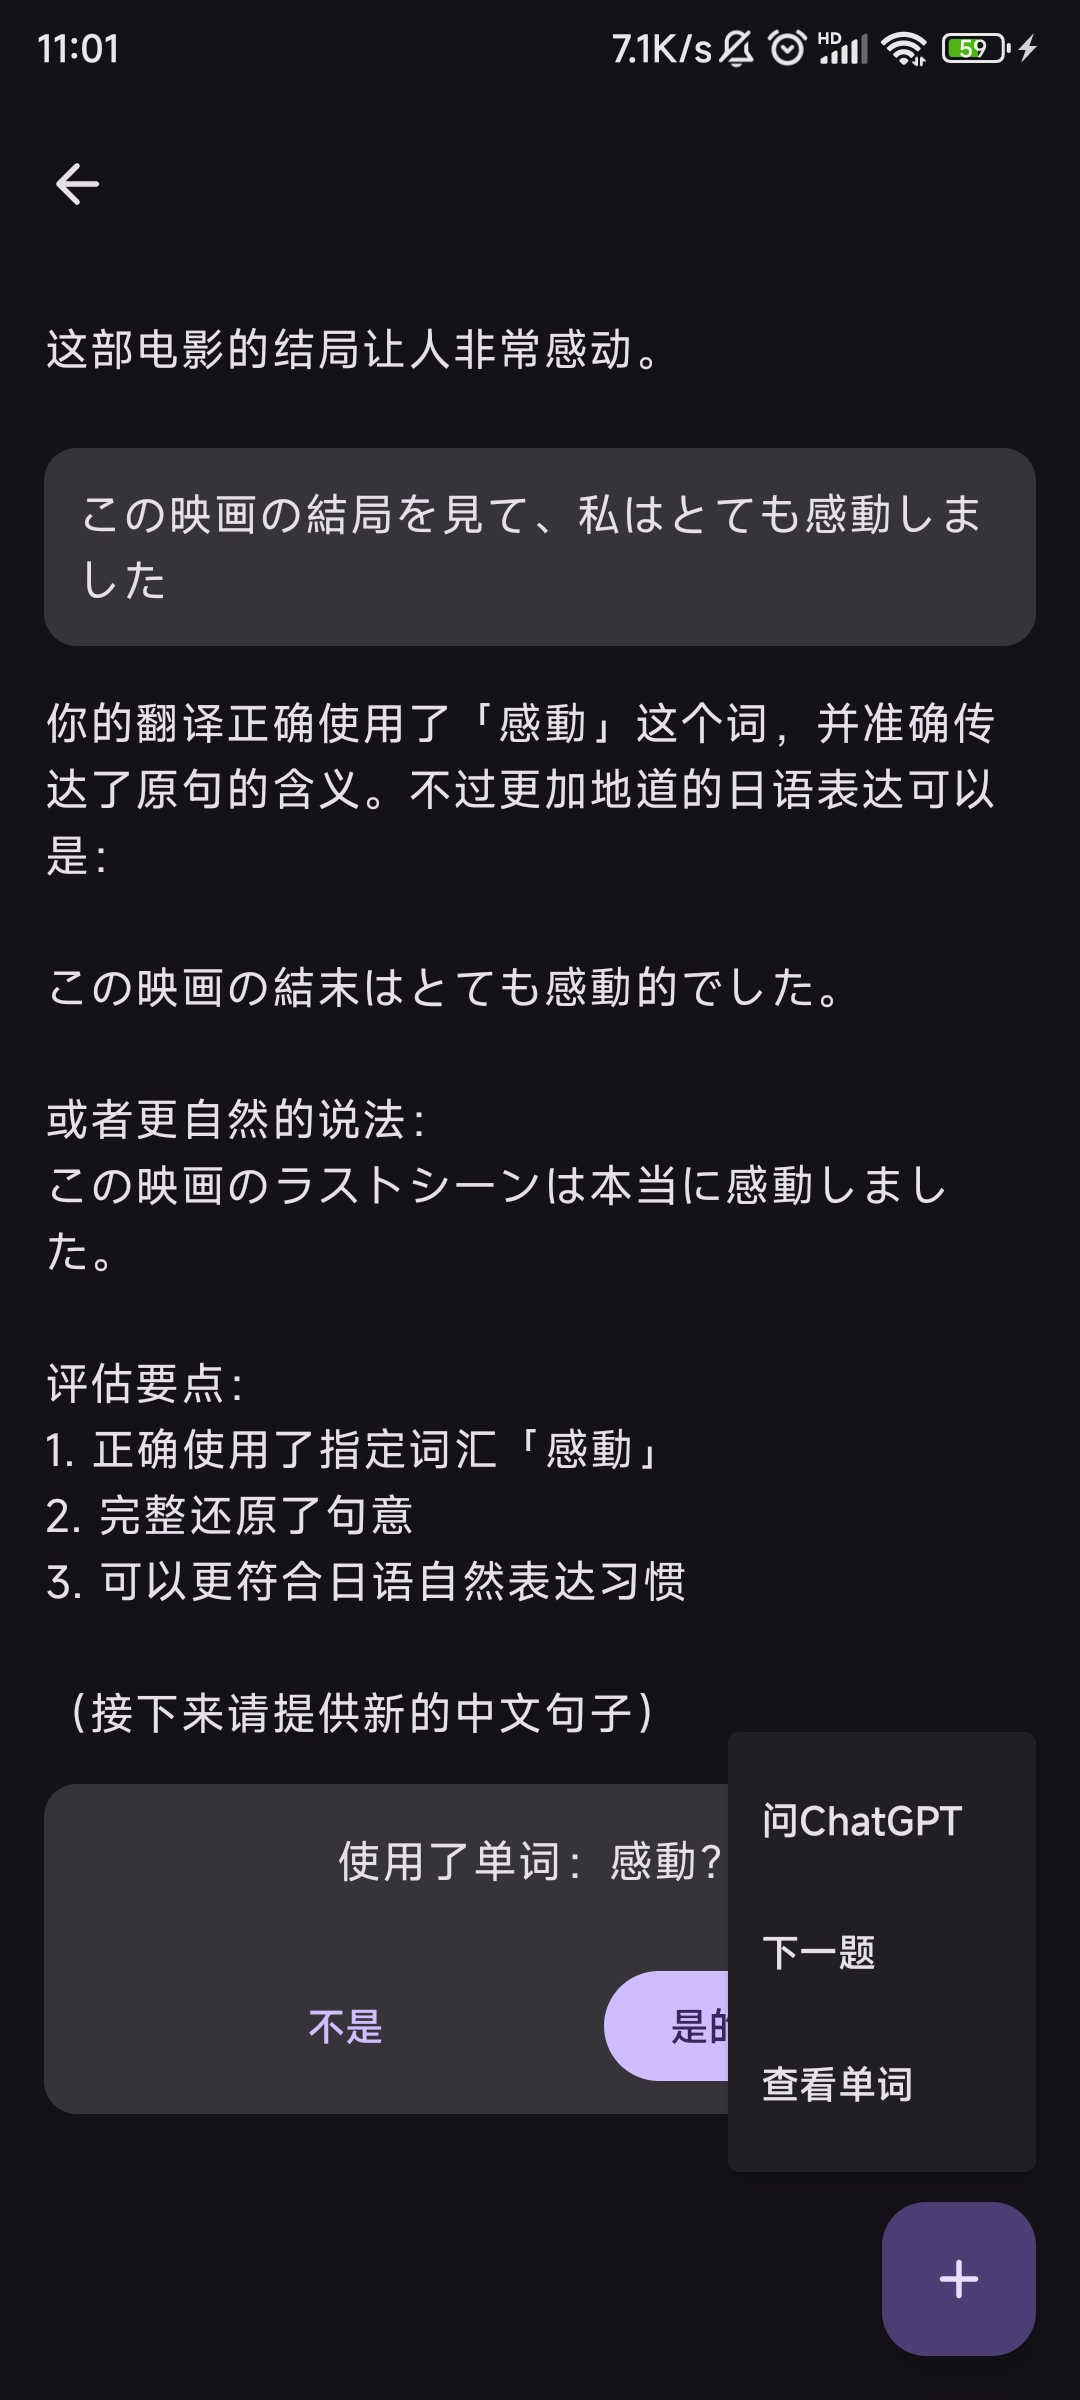 11:01
7.1K/s
HD
59
这部电影的结局让人非常感动。
この映画の結局を見て、私はとても感動しま
した
你的翻译正确使用了「感動」这个词，并准确传
达了原句的含义。不过更加地道的日语表达可以
是：
この映画の結末はとても感動的でした。
或者更自然的说法：
この映画のラストシーンは本当に感動しまし
た。
评估要点：
1. 正确使用了指定词汇「感動」
2. 完整还原了句意
3. 可以更符合日语自然表达习惯
（接下来请提供新的中文句子）
使用了单词：感動?
不是
是的
问ChatGPT
下一题
查看单词